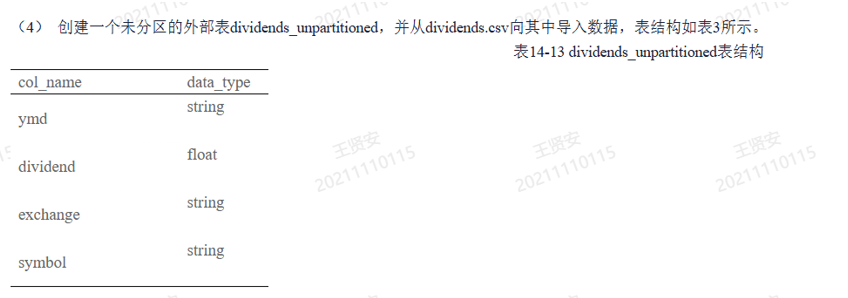 （4） 创建一个未分区的外部表dividends_unpartitioned，并从dividends.csv向其中导入数据，表结构如表3所示。
表14-13 dividends_unpartitioned表结构
col_name data_type
ymd string
dividend float
exchange string
symbol string
王贤安 王贤安 王贤安
20211110115 20211110115 20211110115